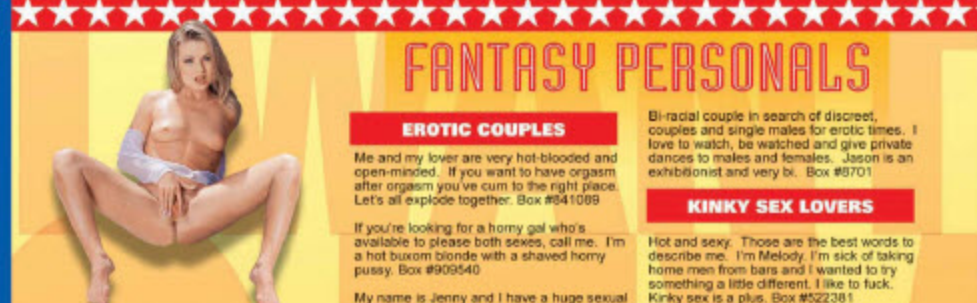 WANT
FANTASY PERSONALS
EROTIC COUPLES
Me and my lover are very hot-blooded and
open-minded. If you want to have orgasm
after orgasm you've cum to the right place.
Let's all explode together. Box #841089
If you're looking for a horny gal who's
available to please both sexes, call me. I'm
a hot buxom blonde with a shaved horny
pussy. Box #909540
My name is Jenny and I have a huge sexual
Bi-racial couple in search of discreet,
couples and single males for erotic times. I
love to watch, be watched and give private
dances to males and females. Jason is an
exhibitionist and very bi. Box #8701
KINKY SEX LOVERS
Hot and sexy. Those are the best words to
describe me. I'm Melody. I'm sick of taking
home men from bars and I wanted to try
something a little different. I like to fuck.
Kinky sex is a plus. Box #522381